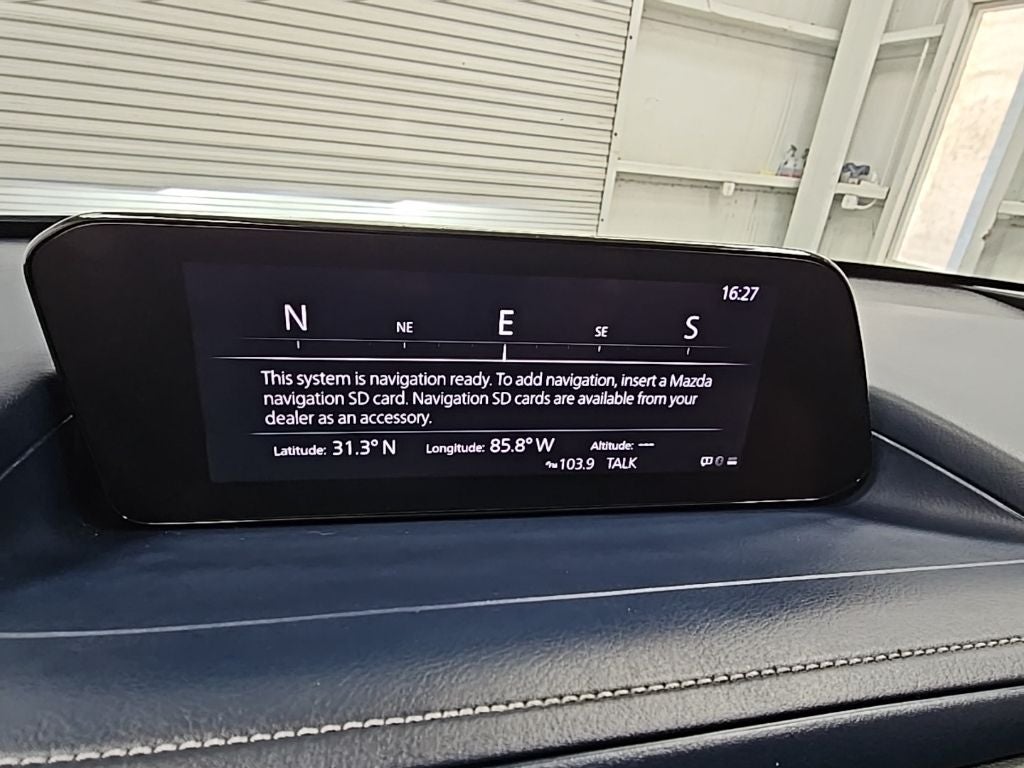 16:27
N NE E SE S
This system is navigation ready. To add navigation, insert a Mazda
navigation SD card. Navigation SD cards are available from your
dealer as an accessory.
Latitude: 31.3° N Longitude: 85.8° W Altitude: ---
FM 103.9 TALK